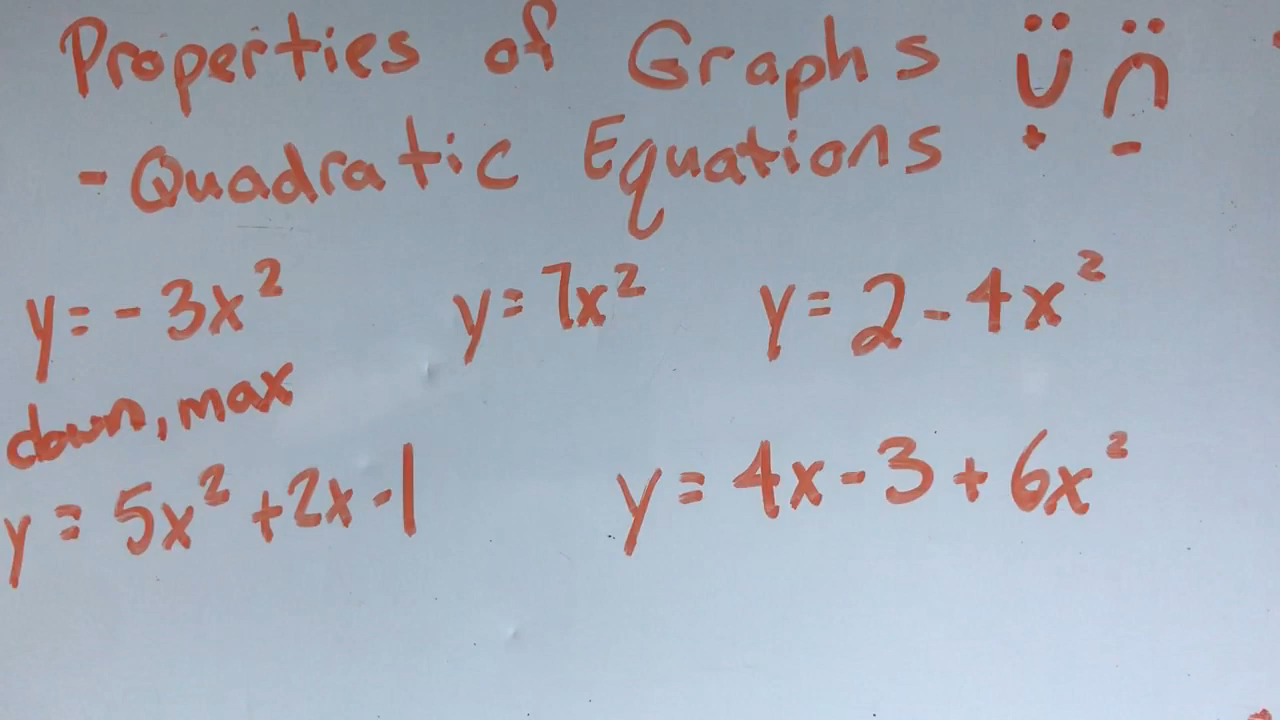 Properties of Graphs
- Quadratic Equations + -
y = -3x² y = 7x² y = 2 - 4x²
down, max
y = 5x² + 2x - 1 y = 4x - 3 + 6x²